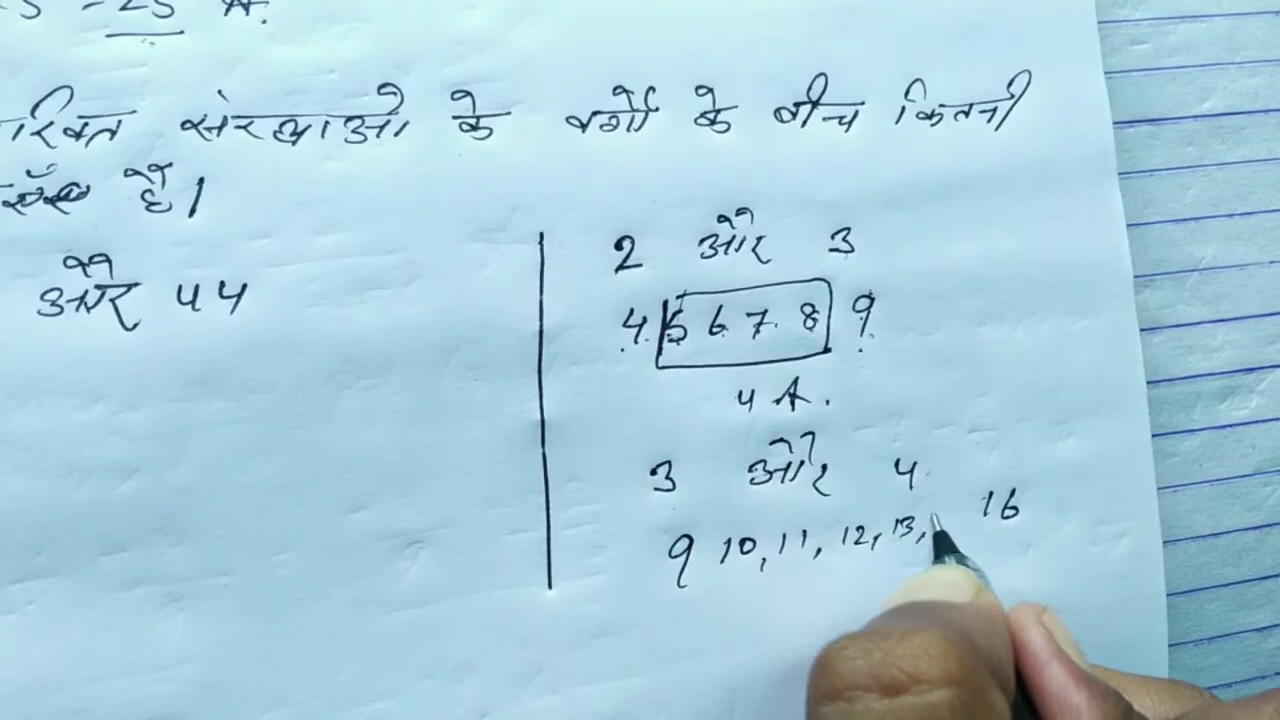 - 25 A.
संख्याओ के वर्गो के बीच कितनी
है।
और 44
2 और 3
4 5 6 7 8 9
4 A.
3 और 4
9 10, 11, 12, 13, 16